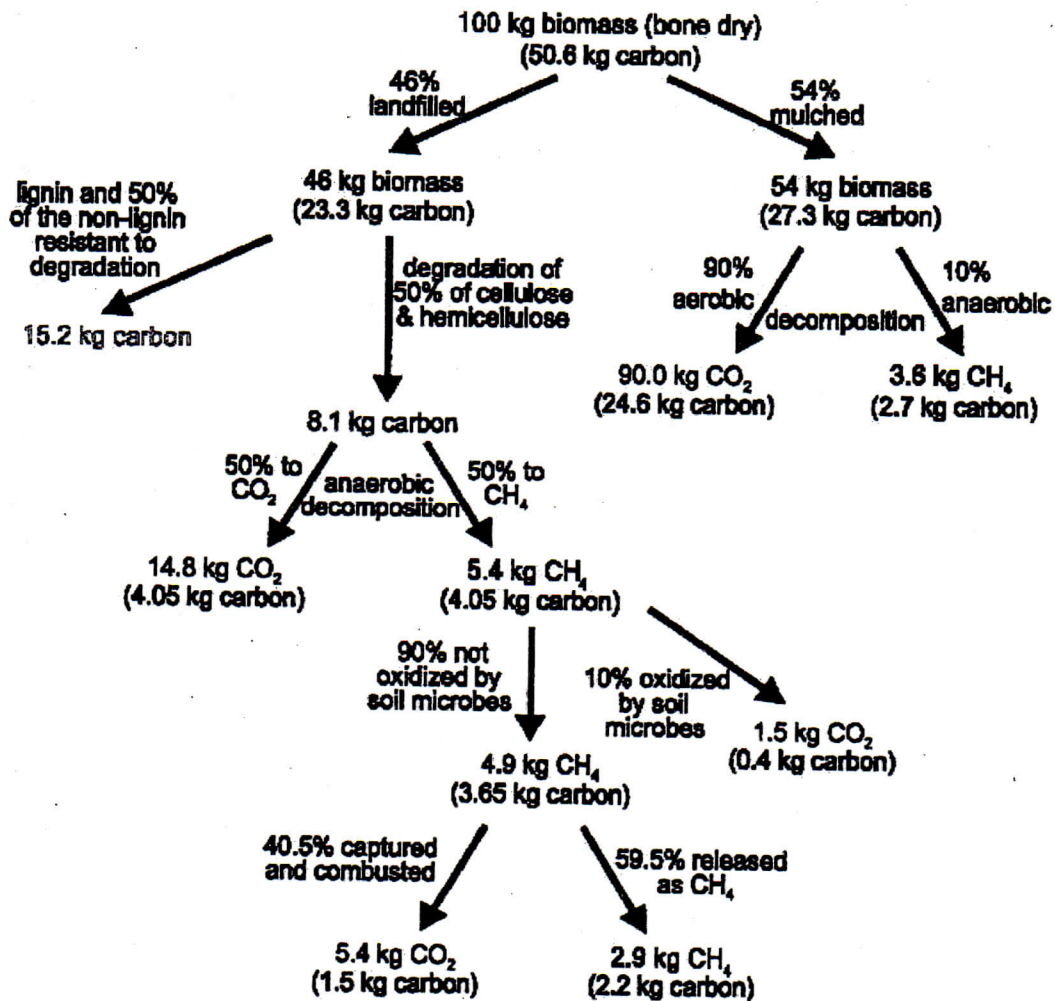 100 kg biomass (bone dry)
(50.6 kg carbon)
46%
landfilled
54%
mulched
lignin and 50%
of the non-lignin
resistant to
degradation
46 kg biomass
(23.3 kg carbon)
54 kg biomass
(27.3 kg carbon)
15.2 kg carbon
degradation of
50% of cellulose
& hemicellulose
90%
aerobic
decomposition
10%
anaerobic
90.0 kg CO₂
(24.6 kg carbon)
3.6 kg CH₄
(2.7 kg carbon)
8.1 kg carbon
50% to
CO₂
anaerobic
decomposition
50% to
CH₄
14.8 kg CO₂
(4.05 kg carbon)
5.4 kg CH₄
(4.05 kg carbon)
90% not
oxidized by
soil microbes
10% oxidized
by soil
microbes
1.5 kg CO₂
(0.4 kg carbon)
4.9 kg CH₄
(3.65 kg carbon)
40.5% captured
and combusted
59.5% released
as CH₄
5.4 kg CO₂
(1.5 kg carbon)
2.9 kg CH₄
(2.2 kg carbon)